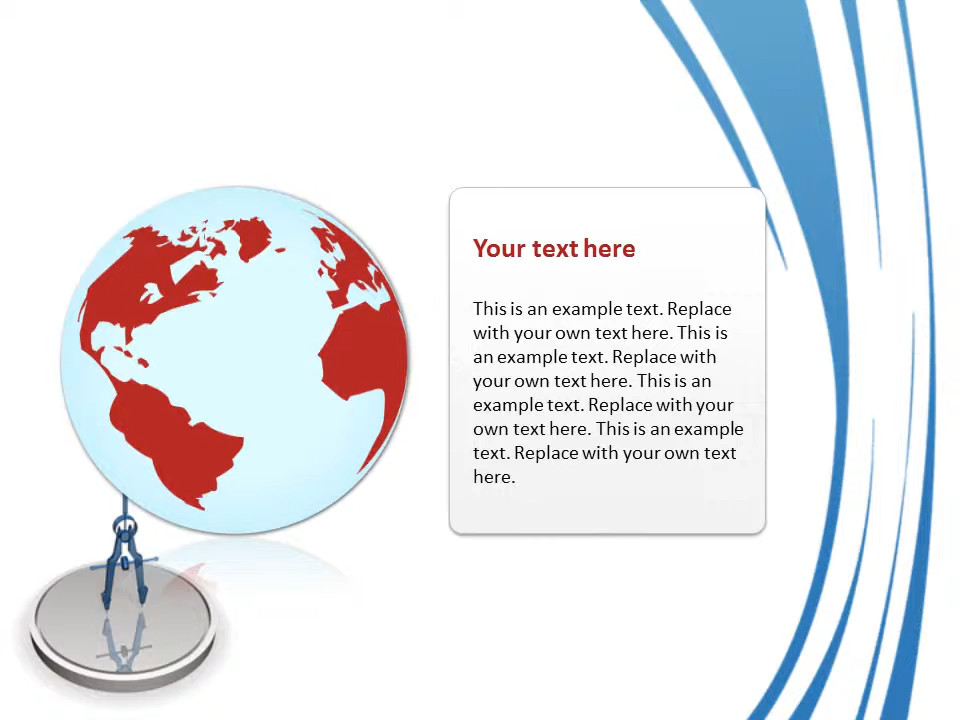 Your text here
This is an example text. Replace
with your own text here. This is
an example text. Replace with
your own text here. This is an
example text. Replace with your
own text here. This is an example
text. Replace with your own text
here.